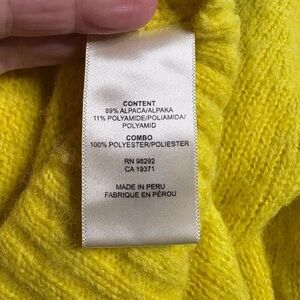 CONTENT
89% ALPACA/ALPAKA
11% POLYAMIDE/POLIAMIDA/
POLYAMID
COMBO
100% POLYESTER/POLIESTER
RN 98292
CA 19371
MADE IN PERU
FABRIQUE EN PÉROU